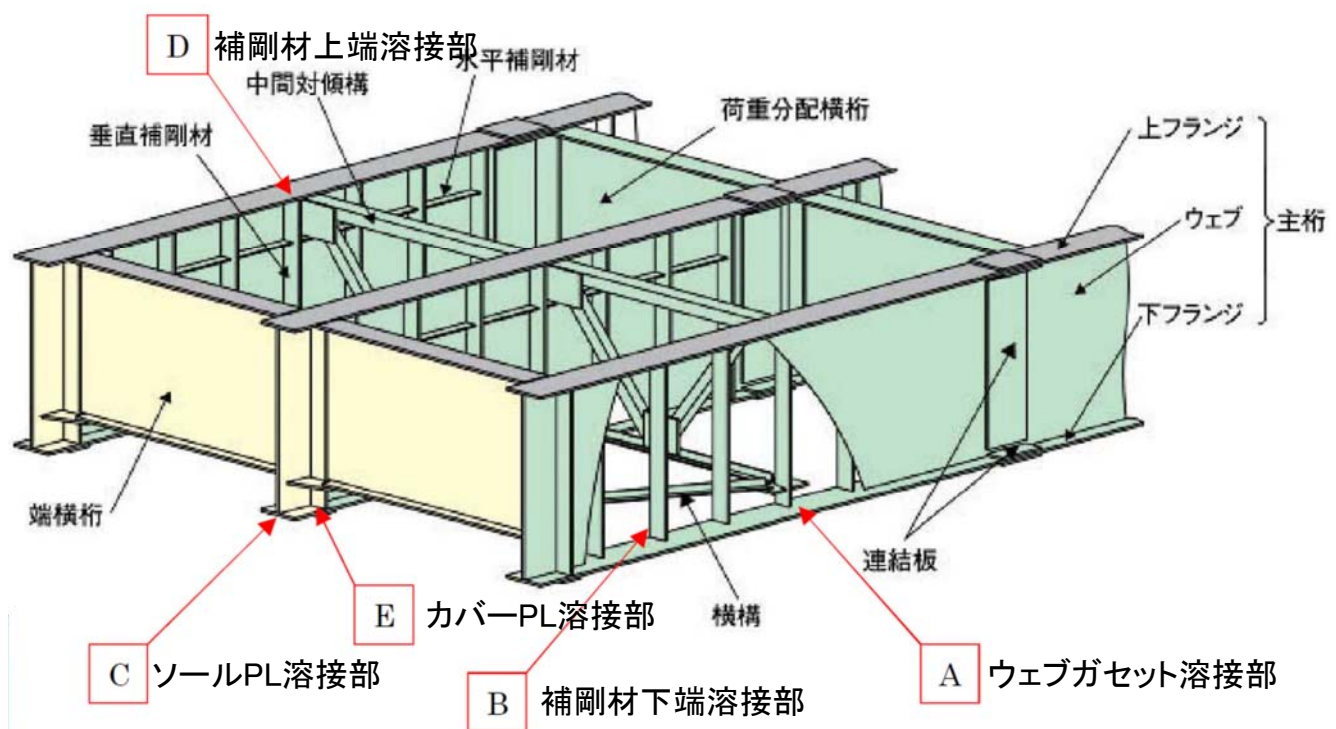 D 補剛材上端溶接部
水平補剛材
中間対傾構
荷重分配横桁
上フランジ
垂直補剛材
ウェブ
主桁
下フランジ
端横桁
連結板
横構
E カバーPL溶接部
C ソールPL溶接部
A ウェブガセット溶接部
B 補剛材下端溶接部